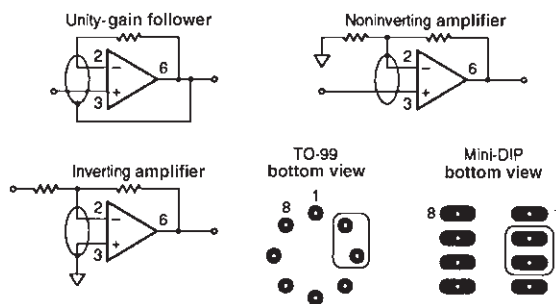 Unity-gain follower
2
6
3
Noninverting amplifier
2
6
3
Inverting amplifier
2
6
3
TO-99
bottom view
1
8
Mini-DIP
bottom view
8